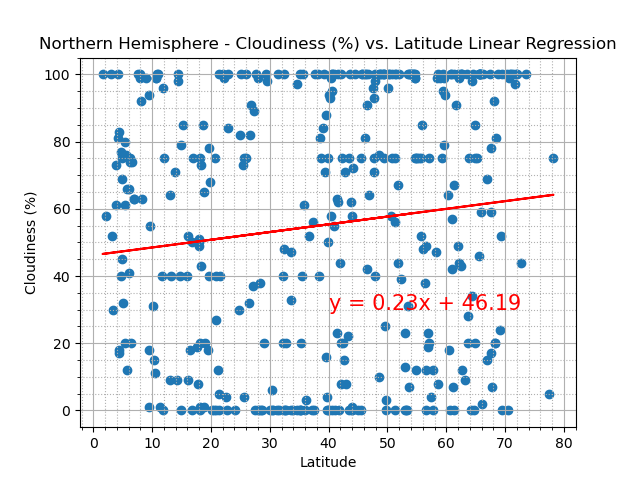 Northern Hemisphere - Cloudiness (%) vs. Latitude Linear Regression
100
80
60
40
20
0
Cloudiness (%)
y = 0.23x + 46.19
0 10 20 30 40 50 60 70 80
Latitude